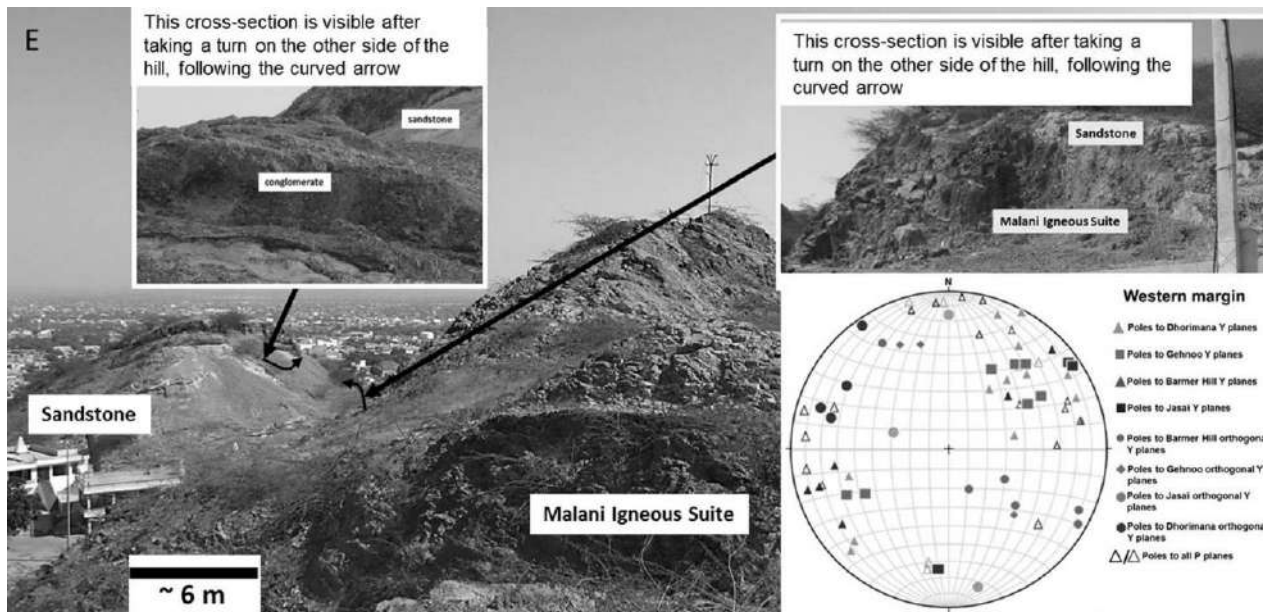 E
This cross-section is visible after
taking a turn on the other side of the
hill, following the curved arrow
sandstone
conglomerate
This cross-section is visible after taking a
turn on the other side of the hill, following the
curved arrow
Sandstone
Malani Igneous Suite
Sandstone
Malani Igneous Suite
~ 6 m
N
Western margin
Poles to Dhorimana Y planes
Poles to Gehnoo Y planes
Poles to Barmer Hill Y planes
Poles to Jasai Y planes
Poles to Barmer Hill orthogonal
Y planes
Poles to Gehnoo orthogonal Y
planes
Poles to Jasai orthogonal Y
planes
Poles to Dhorimana orthogonal
Y planes
Poles to all P planes